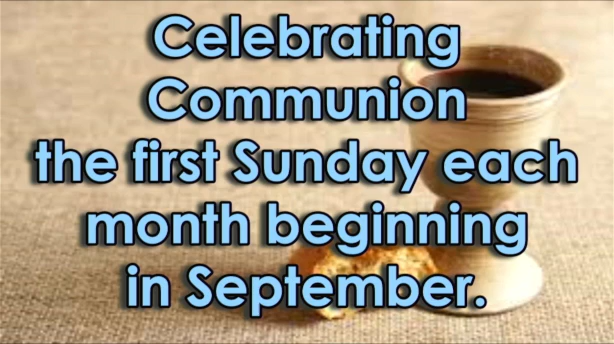 Celebrating
Communion
the first Sunday each
month beginning
in September.